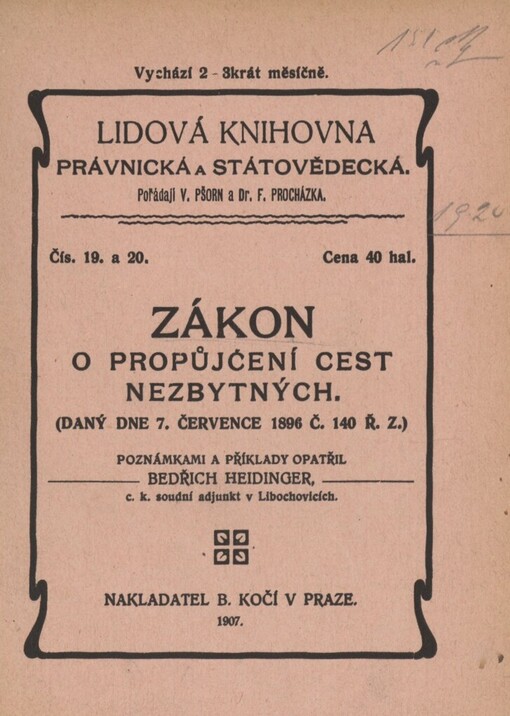 Vychází 2 - 3krát měsíčně.
LIDOVÁ KNIHOVNA
PRÁVNICKÁ A STÁTOVĚDECKÁ.
Pořádají V. PŠORN a Dr. F. PROCHÁZKA.
19-20
Čís. 19. a 20.
Cena 40 hal.
ZÁKON
O PROPŮJČENÍ CEST
NEZBYTNÝCH.
(DANÝ DNE 7. ČERVENCE 1896 Č. 140 Ř. Z.)
POZNÁMKAMI A PŘÍKLADY OPATŘIL
BEDŘICH HEIDINGER,
c. k. soudní adjunkt v Libochovicích.
NAKLADATEL B. KOČÍ V PRAZE.
1907.